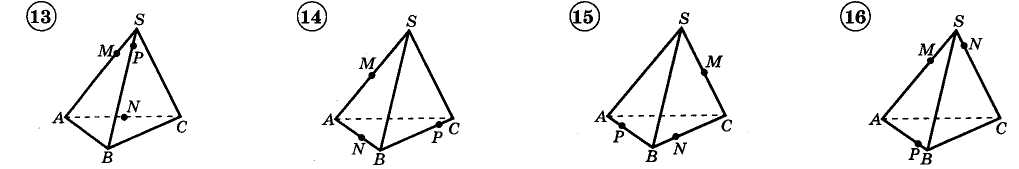 13 14 15 16
S S S S
M P M M M N
A N C A N P C A P N C A P C
B B B B